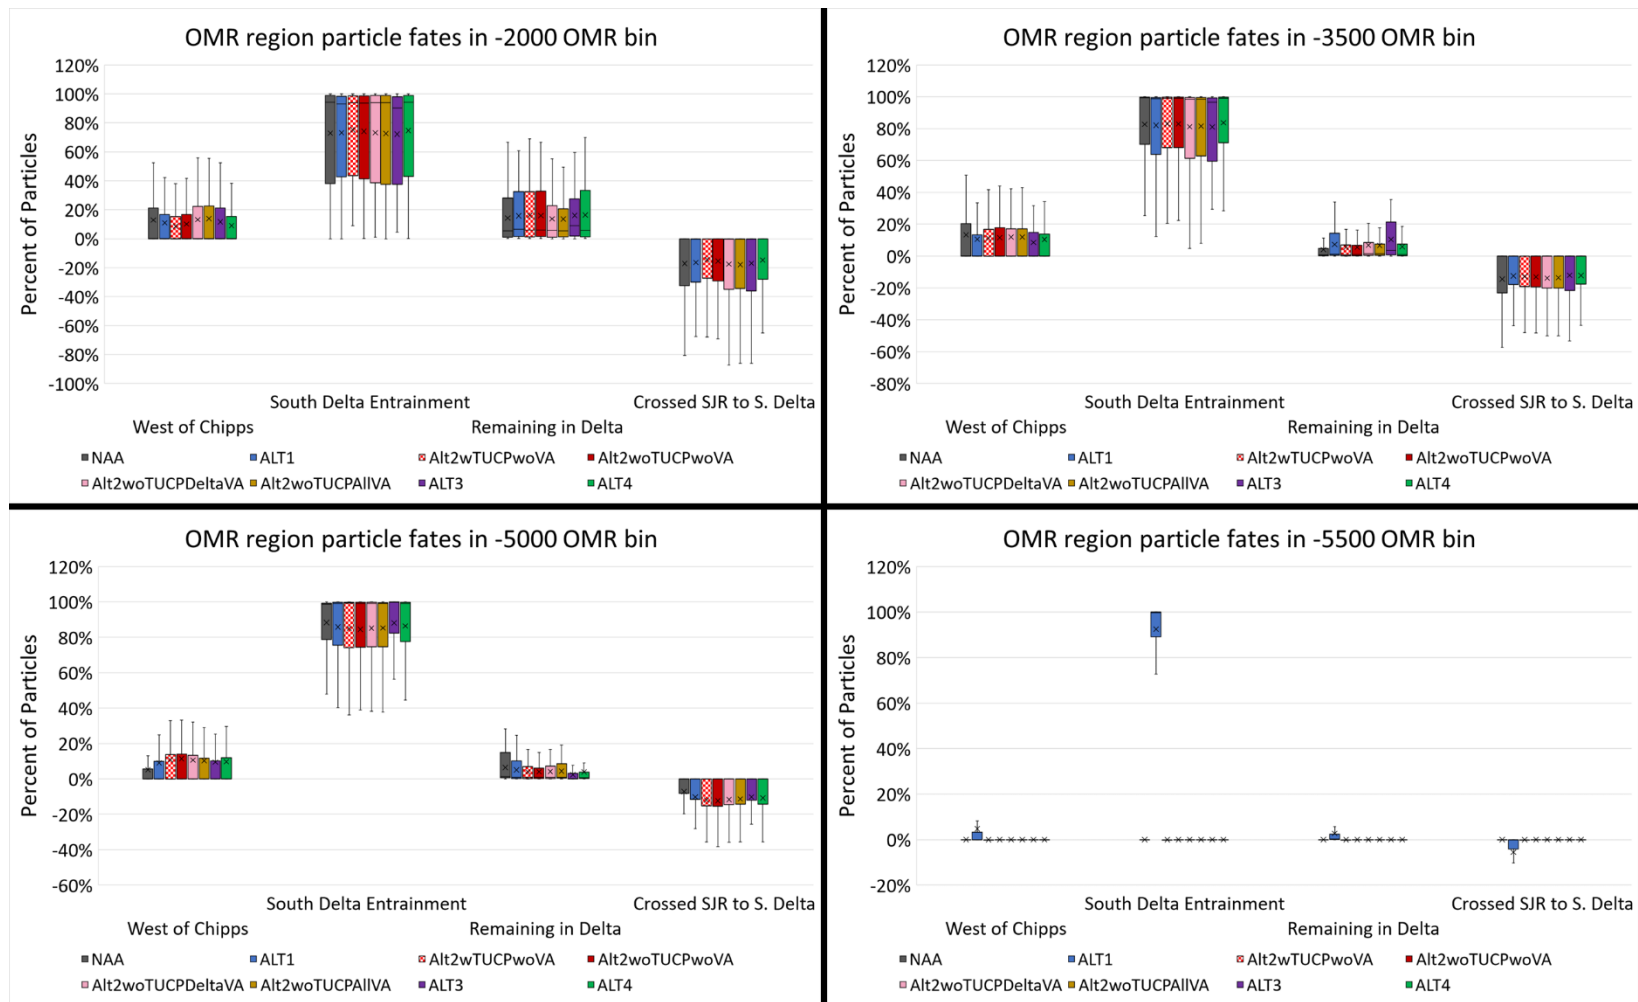 OMR region particle fates in -2000 OMR bin
120%
100%
80%
60%
40%
20%
0%
-20%
-40%
-60%
-80%
-100%
Percent of Particles
South Delta Entrainment
Crossed SJR to S. Delta
West of Chipps
Remaining in Delta
NAA
ALT1
Alt2wTUCPwoVA
Alt2woTUCPwoVA
Alt2woTUCPDeltaVA
Alt2woTUCPAllVA
ALT3
ALT4
OMR region particle fates in -3500 OMR bin
120%
100%
80%
60%
40%
20%
0%
-20%
-40%
-60%
-80%
Percent of Particles
South Delta Entrainment
Crossed SJR to S. Delta
West of Chipps
Remaining in Delta
NAA
ALT1
Alt2wTUCPwoVA
Alt2woTUCPwoVA
Alt2woTUCPDeltaVA
Alt2woTUCPAllVA
ALT3
ALT4
OMR region particle fates in -5000 OMR bin
120%
100%
80%
60%
40%
20%
0%
-20%
-40%
-60%
Percent of Particles
South Delta Entrainment
Crossed SJR to S. Delta
West of Chipps
Remaining in Delta
NAA
ALT1
Alt2wTUCPwoVA
Alt2woTUCPwoVA
Alt2woTUCPDeltaVA
Alt2woTUCPAllVA
ALT3
ALT4
OMR region particle fates in -5500 OMR bin
120%
100%
80%
60%
40%
20%
0%
-20%
Percent of Particles
South Delta Entrainment
Crossed SJR to S. Delta
West of Chipps
Remaining in Delta
NAA
ALT1
Alt2wTUCPwoVA
Alt2woTUCPwoVA
Alt2woTUCPDeltaVA
Alt2woTUCPAllVA
ALT3
ALT4